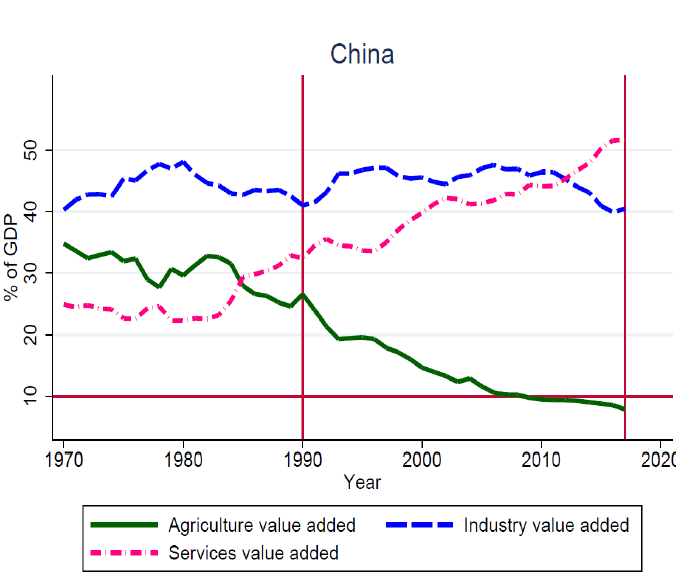 China
% of GDP
50
40
30
20
10
1970 1980 1990 2000 2010 2020
Year
Agriculture value added Industry value added
Services value added